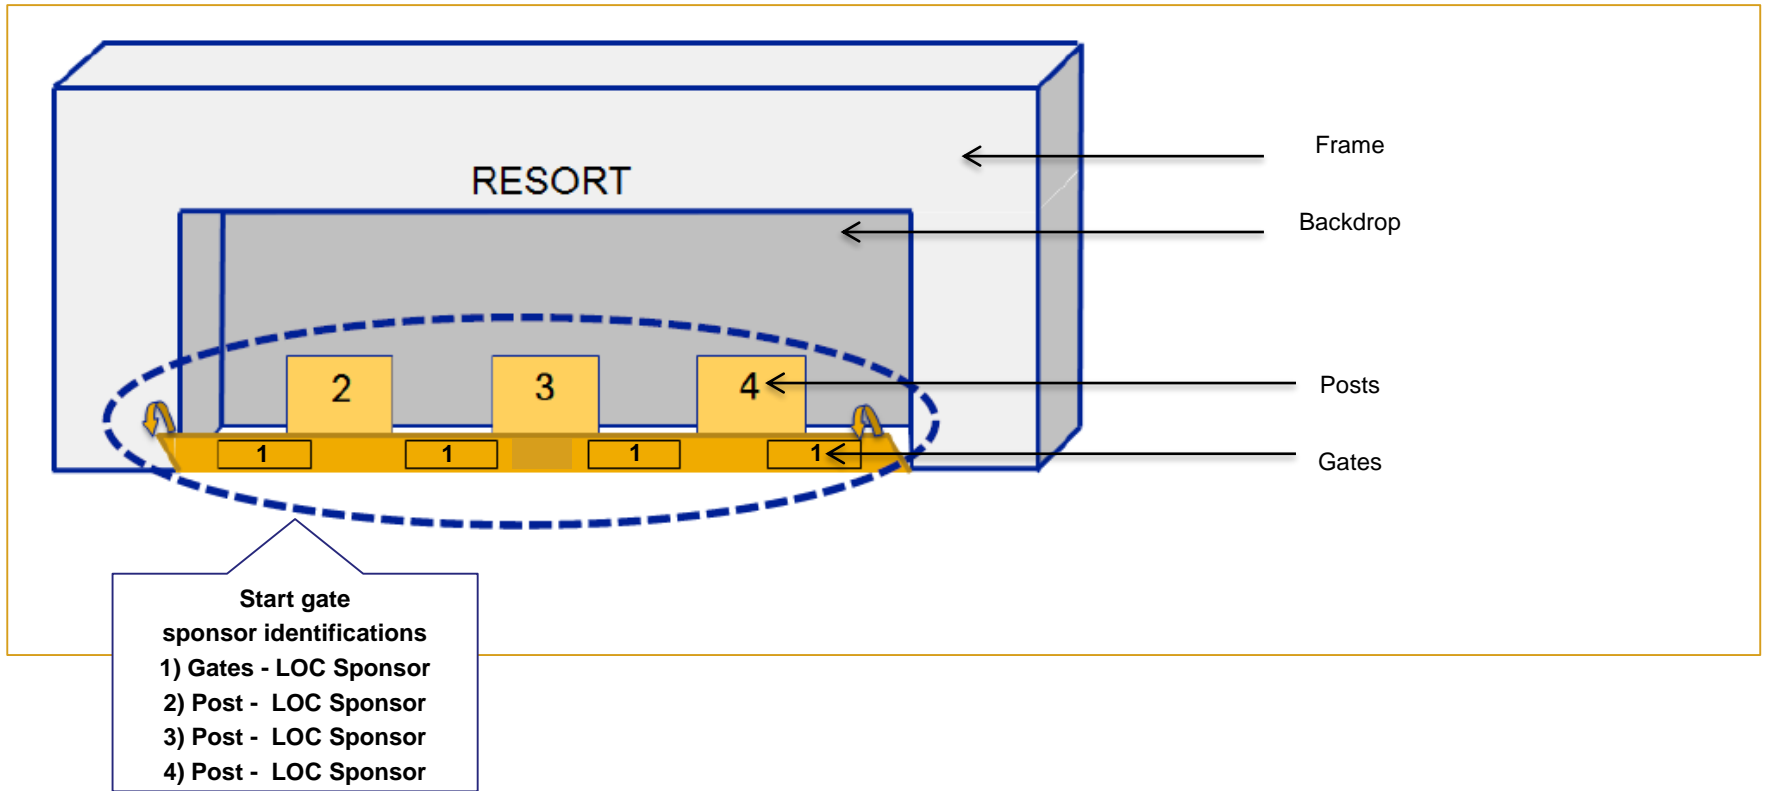 Frame
RESORT
Backdrop
2 3 4
Posts
1 1 1 1
Gates
Start gate
sponsor identifications
1) Gates - LOC Sponsor
2) Post - LOC Sponsor
3) Post - LOC Sponsor
4) Post - LOC Sponsor